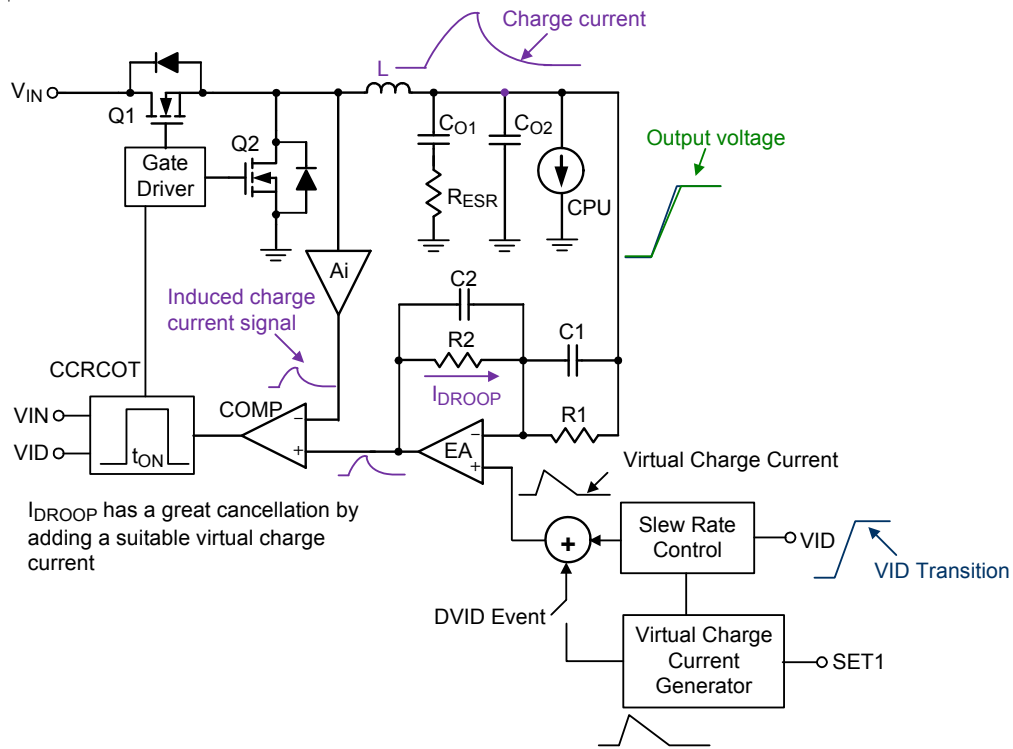 Charge current
L
VIN
Q1
CO1
CO2
Output voltage
Q2
Gate
Driver
RESR
CPU
Ai
C2
Induced charge
current signal
C1
R2
CCRCOT
IDROOP
COMP
R1
VIN
−
−
EA
VID
tON
+
+
Virtual Charge Current
IDROOP has a great cancellation by
adding a suitable virtual charge
current
Slew Rate
Control
+
VID
VID Transition
DVID Event
Virtual Charge
Current
Generator
SET1